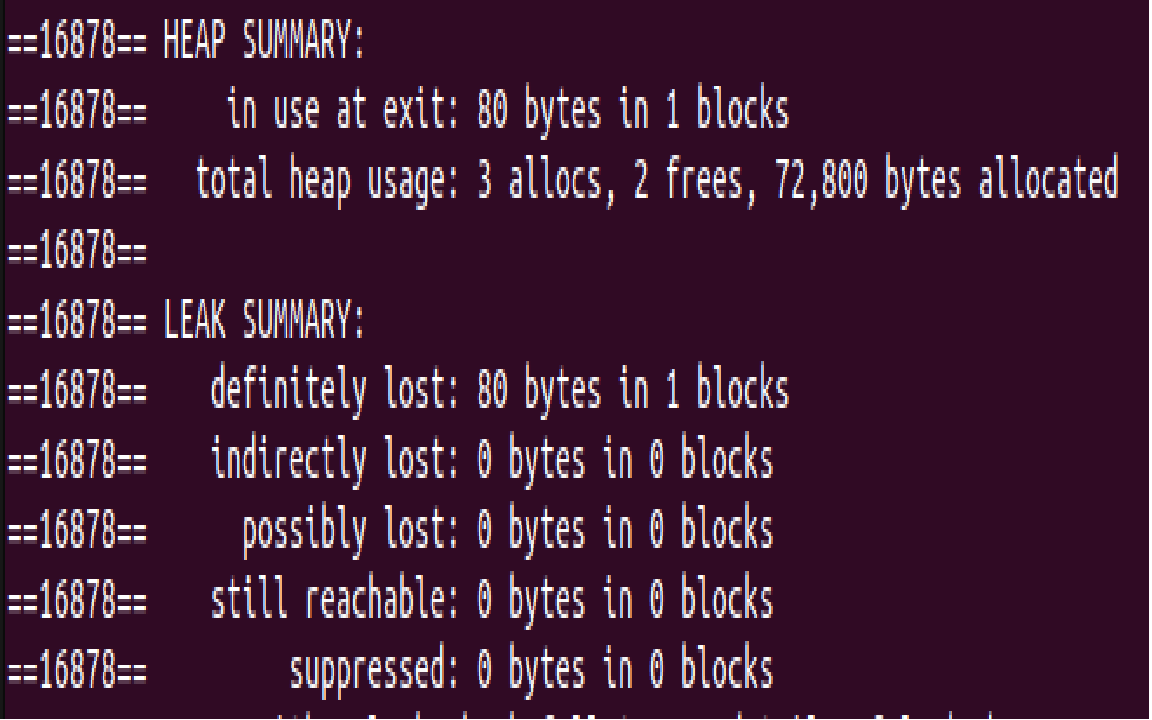 ==16878== HEAP SUMMARY:
==16878==     in use at exit: 80 bytes in 1 blocks
==16878==   total heap usage: 3 allocs, 2 frees, 72,800 bytes allocated
==16878==
==16878== LEAK SUMMARY:
==16878==    definitely lost: 80 bytes in 1 blocks
==16878==    indirectly lost: 0 bytes in 0 blocks
==16878==      possibly lost: 0 bytes in 0 blocks
==16878==    still reachable: 0 bytes in 0 blocks
==16878==         suppressed: 0 bytes in 0 blocks